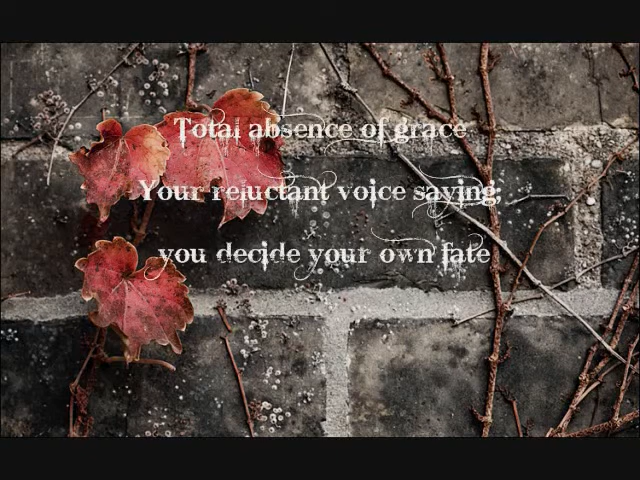 Total absence of grace
Your reluctant voice saying;
you decide your own fate